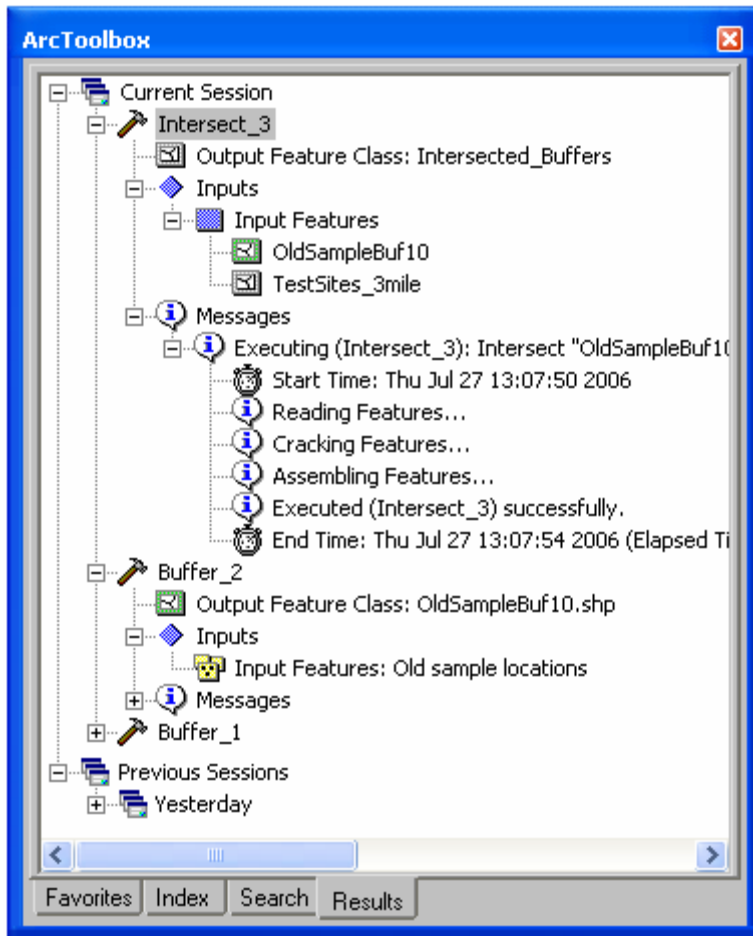 ArcToolbox
Current Session
Intersect_3
Output Feature Class: Intersected_Buffers
Inputs
Input Features
OldSampleBuf10
TestSites_3mile
Messages
Executing (Intersect_3): Intersect "OldSampleBuf10
Start Time: Thu Jul 27 13:07:50 2006
Reading Features...
Cracking Features...
Assembling Features...
Executed (Intersect_3) successfully.
End Time: Thu Jul 27 13:07:54 2006 (Elapsed Ti
Buffer_2
Output Feature Class: OldSampleBuf10.shp
Inputs
Input Features: Old sample locations
Messages
Buffer_1
Previous Sessions
Yesterday
Favorites Index Search Results